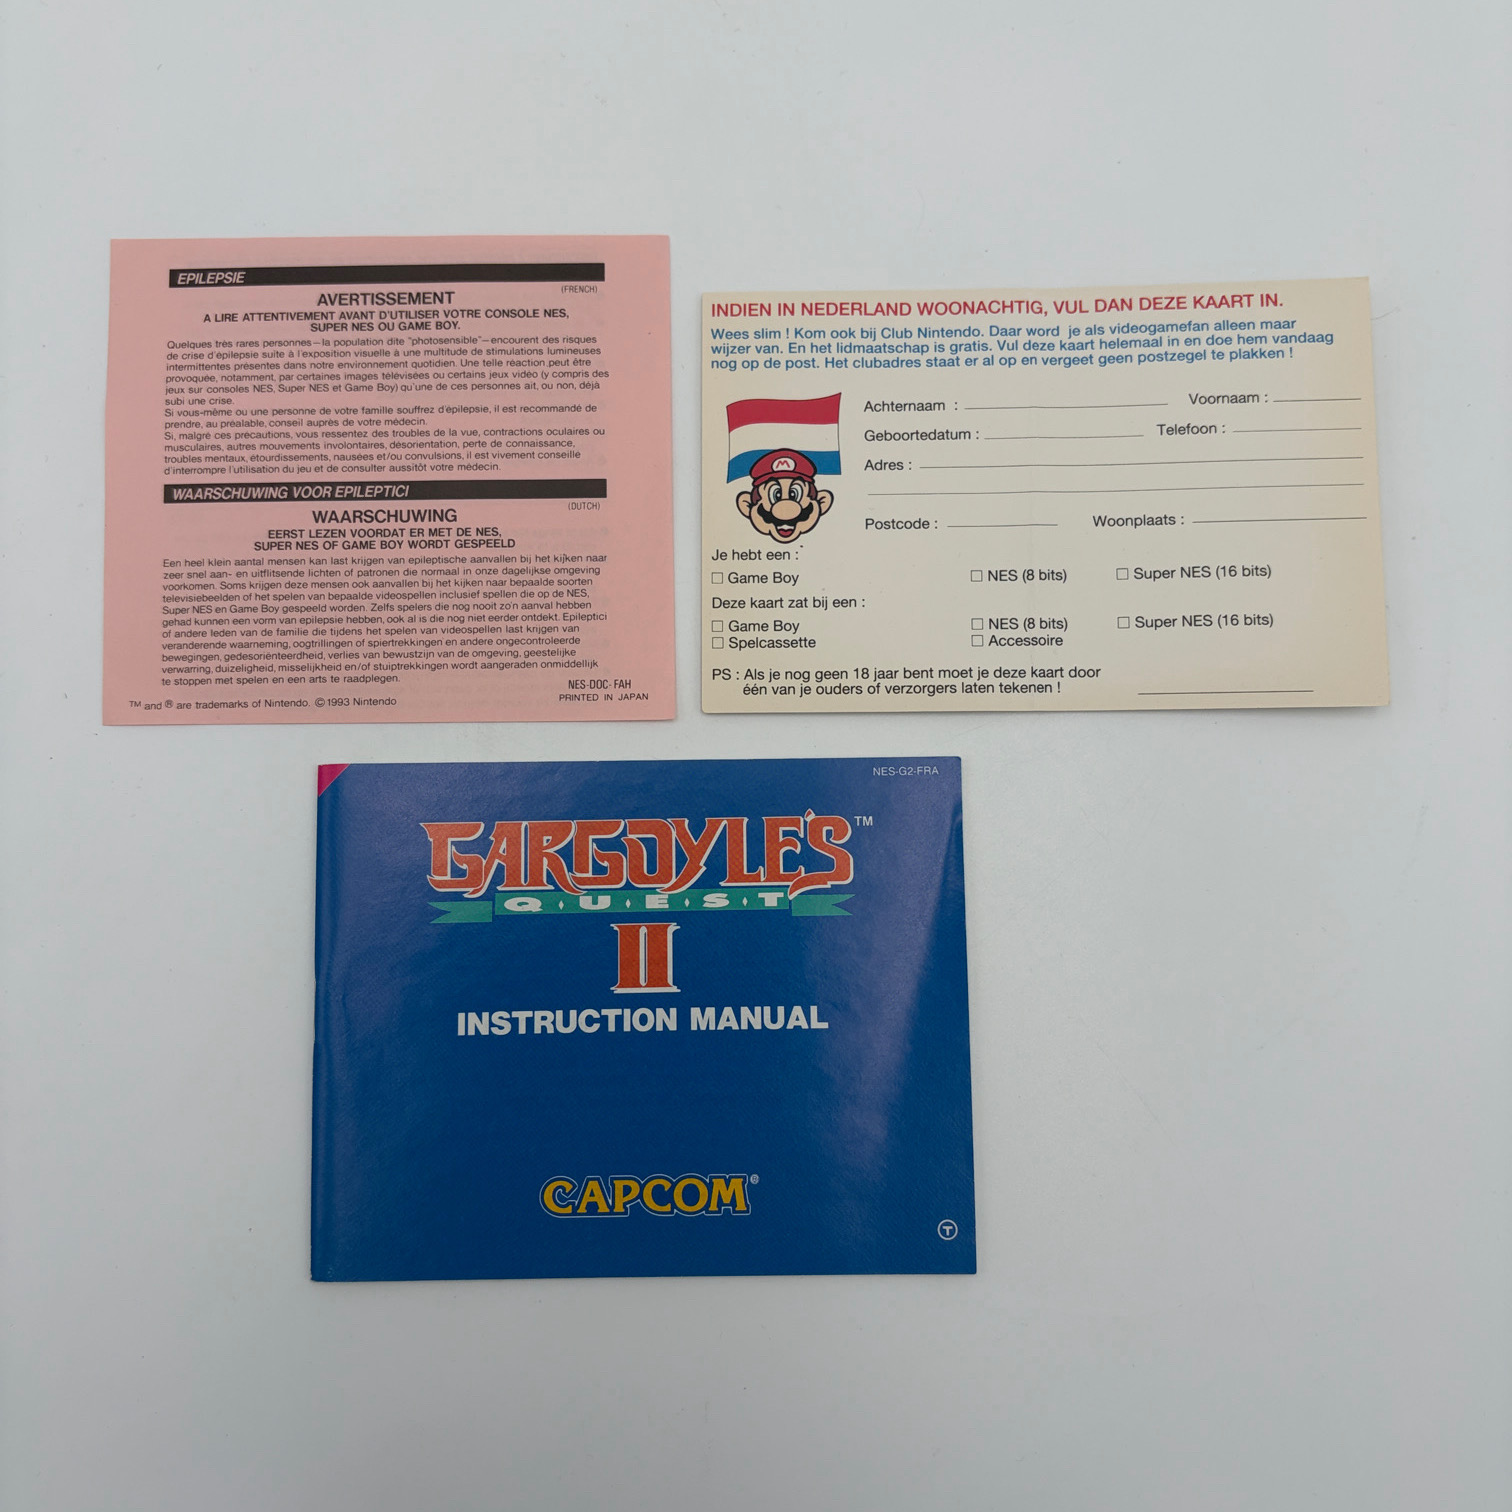 EPILEPSIE
(FRENCH)
AVERTISSEMENT
A LIRE ATTENTIVEMENT AVANT D'UTILISER VOTRE CONSOLE NES,
SUPER NES OU GAME BOY.
Quelques très rares personnes—la population dite "photosensible"—encourent des risques
de crise d'épilepsie suite à l'exposition visuelle à une multitude de stimulations lumineuses
intermittentes présentes dans notre environnement quotidien. Une telle réaction peut être
provoquée, notamment, par certaines images télévisées ou certains jeux vidéo (y compris des
jeux sur consoles NES, Super NES et Game Boy) qu'une de ces personnes ait, ou non, déjà
subi une crise.
Si vous-même ou une personne de votre famille souffrez d'épilepsie, il est recommandé de
prendre, au préalable, conseil auprès de votre médecin.
Si, malgré ces précautions, vous ressentez des troubles de la vue, contractions oculaires ou
musculaires, autres mouvements involontaires, désorientation, perte de connaissance,
troubles mentaux, étourdissements, nausées et/ou convulsions, il est vivement conseillé
d'interrompre l'utilisation du jeu et de consulter aussitôt votre médecin.
WAARSCHUWING VOOR EPILEPTICI
(DUTCH)
WAARSCHUWING
EERST LEZEN VOORDAT ER MET DE NES,
SUPER NES OF GAME BOY WORDT GESPEELD
Een heel klein aantal mensen kan last krijgen van epileptische aanvallen bij het kijken naar
zeer snel aan- en uitflitsende lichten of patronen die normaal in onze dagelijkse omgeving
voorkomen. Soms krijgen deze mensen ook aanvallen bij het kijken naar bepaalde soorten
televisiebeelden of het spelen van bepaalde videospellen inclusief spellen die op de NES,
Super NES en Game Boy gespeeld worden. Zelfs spelers die nog nooit zo'n aanval hebben
gehad kunnen een vorm van epilepsie hebben, ook al is die nog niet eerder ontdekt. Epileptici
of andere leden van de familie die tijdens het spelen van videospellen last krijgen van
veranderende waarneming, oogtrillingen of spiertrekkingen en andere ongecontroleerde
bewegingen, gedesoriënteerdheid, verlies van bewustzijn van de omgeving, geestelijke
verwarring, duizeligheid, misselijkheid en/of stuiptrekkingen wordt aangeraden onmiddelijk
te stoppen met spelen en een arts te raadplegen.
NES-DOC-FAH
PRINTED IN JAPAN
™ and ® are trademarks of Nintendo. ©1993 Nintendo
INDIEN IN NEDERLAND WOONACHTIG, VUL DAN DEZE KAART IN.
Wees slim ! Kom ook bij Club Nintendo. Daar word je als videogamefan alleen maar
wijzer van. En het lidmaatschap is gratis. Vul deze kaart helemaal in en doe hem vandaag
nog op de post. Het clubadres staat er al op en vergeet geen postzegel te plakken !
M
Achternaam : Voornaam :
Geboortedatum : Telefoon :
Adres :
Postcode : Woonplaats :
Je hebt een :
☐ Game Boy ☐ NES (8 bits) ☐ Super NES (16 bits)
Deze kaart zat bij een :
☐ Game Boy ☐ NES (8 bits) ☐ Super NES (16 bits)
☐ Spelcassette ☐ Accessoire
PS : Als je nog geen 18 jaar bent moet je deze kaart door
één van je ouders of verzorgers laten tekenen !
NES-G2-FRA
GARGOYLE'S™
QUEST
II
INSTRUCTION MANUAL
CAPCOM®
T